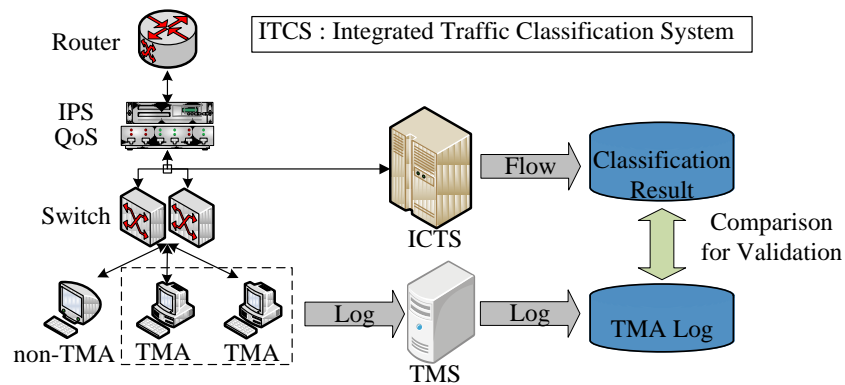 ITCS : Integrated Traffic Classification System
Router
IPS
QoS
Switch
ICTS
Flow
Classification
Result
Comparison
for Validation
non-TMA
TMA
TMA
Log
TMS
Log
TMA Log